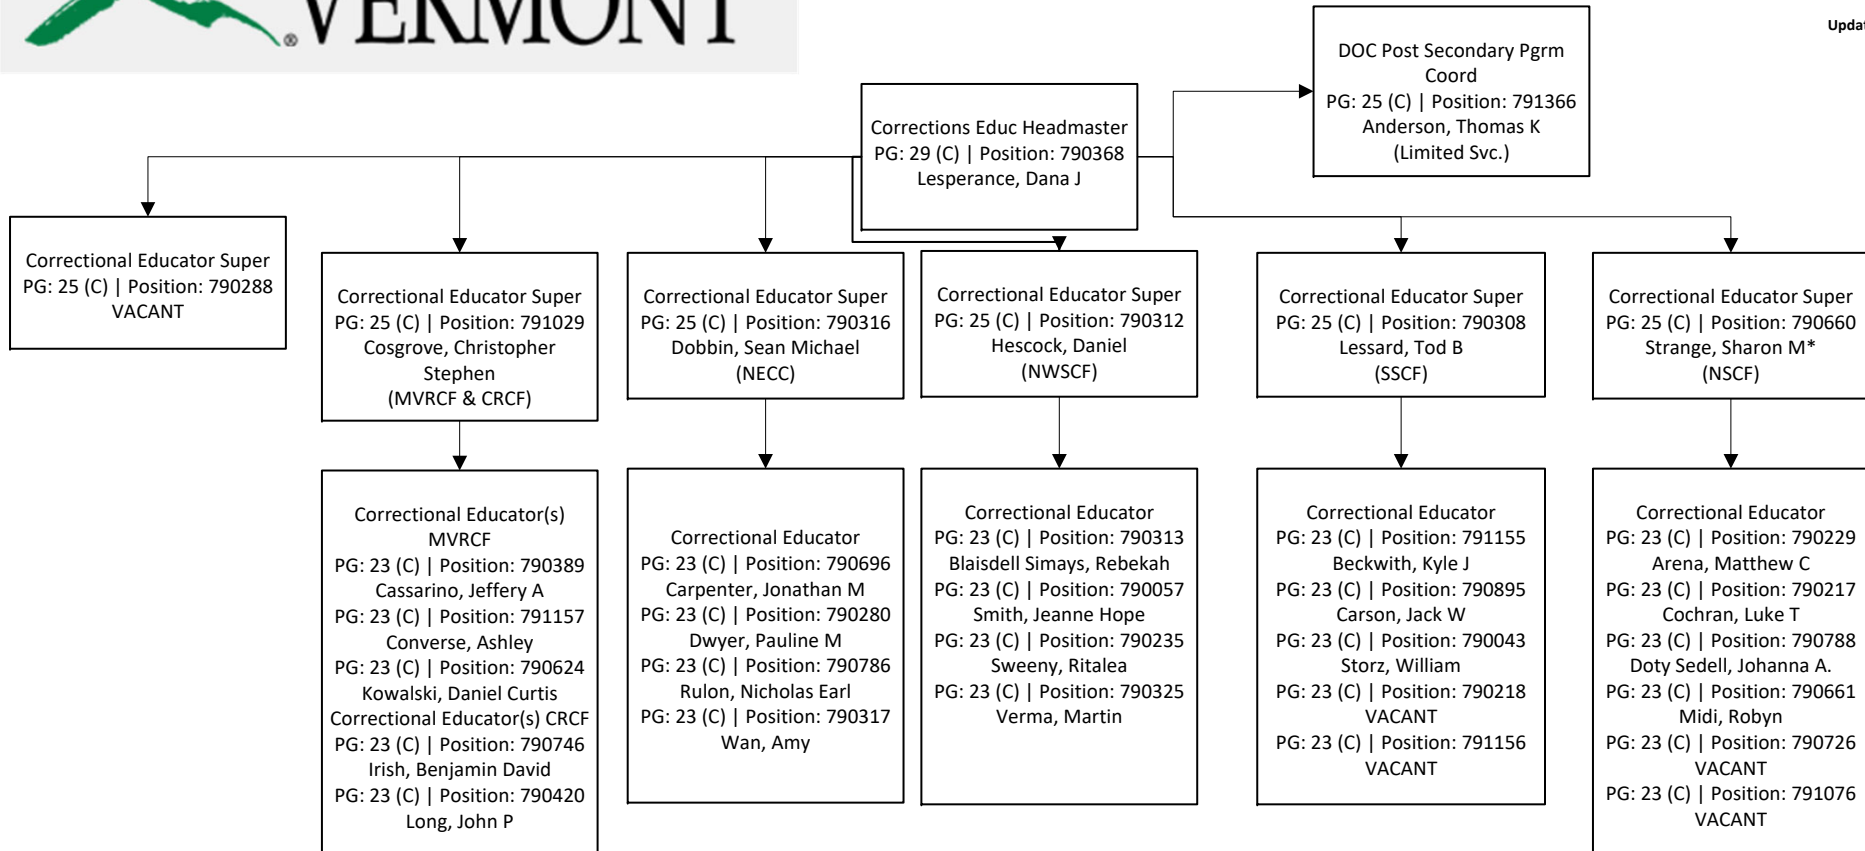 VERMONT
®
DOC Post Secondary Pgrm
Coord
PG: 25 (C) | Position: 791366
Anderson, Thomas K
(Limited Svc.)
Corrections Educ Headmaster
PG: 29 (C) | Position: 790368
Lesperance, Dana J
Correctional Educator Super
PG: 25 (C) | Position: 790288
VACANT
Correctional Educator Super
PG: 25 (C) | Position: 791029
Cosgrove, Christopher
Stephen
(MVRCF & CRCF)
Correctional Educator Super
PG: 25 (C) | Position: 790316
Dobbin, Sean Michael
(NECC)
Correctional Educator Super
PG: 25 (C) | Position: 790312
Hescock, Daniel
(NWSCF)
Correctional Educator Super
PG: 25 (C) | Position: 790308
Lessard, Tod B
(SSCF)
Correctional Educator Super
PG: 25 (C) | Position: 790660
Strange, Sharon M*
(NSCF)
Correctional Educator(s)
MVRCF
PG: 23 (C) | Position: 790389
Cassarino, Jeffery A
PG: 23 (C) | Position: 791157
Converse, Ashley
PG: 23 (C) | Position: 790624
Kowalski, Daniel Curtis
Correctional Educator(s) CRCF
PG: 23 (C) | Position: 790746
Irish, Benjamin David
PG: 23 (C) | Position: 790420
Long, John P
Correctional Educator
PG: 23 (C) | Position: 790696
Carpenter, Jonathan M
PG: 23 (C) | Position: 790280
Dwyer, Pauline M
PG: 23 (C) | Position: 790786
Rulon, Nicholas Earl
PG: 23 (C) | Position: 790317
Wan, Amy
Correctional Educator
PG: 23 (C) | Position: 790313
Blaisdell Simays, Rebekah
PG: 23 (C) | Position: 790057
Smith, Jeanne Hope
PG: 23 (C) | Position: 790235
Sweeny, Ritalea
PG: 23 (C) | Position: 790325
Verma, Martin
Correctional Educator
PG: 23 (C) | Position: 791155
Beckwith, Kyle J
PG: 23 (C) | Position: 790895
Carson, Jack W
PG: 23 (C) | Position: 790043
Storz, William
PG: 23 (C) | Position: 790218
VACANT
PG: 23 (C) | Position: 791156
VACANT
Correctional Educator
PG: 23 (C) | Position: 790229
Arena, Matthew C
PG: 23 (C) | Position: 790217
Cochran, Luke T
PG: 23 (C) | Position: 790788
Doty Sedell, Johanna A.
PG: 23 (C) | Position: 790661
Midi, Robyn
PG: 23 (C) | Position: 790726
VACANT
PG: 23 (C) | Position: 791076
VACANT